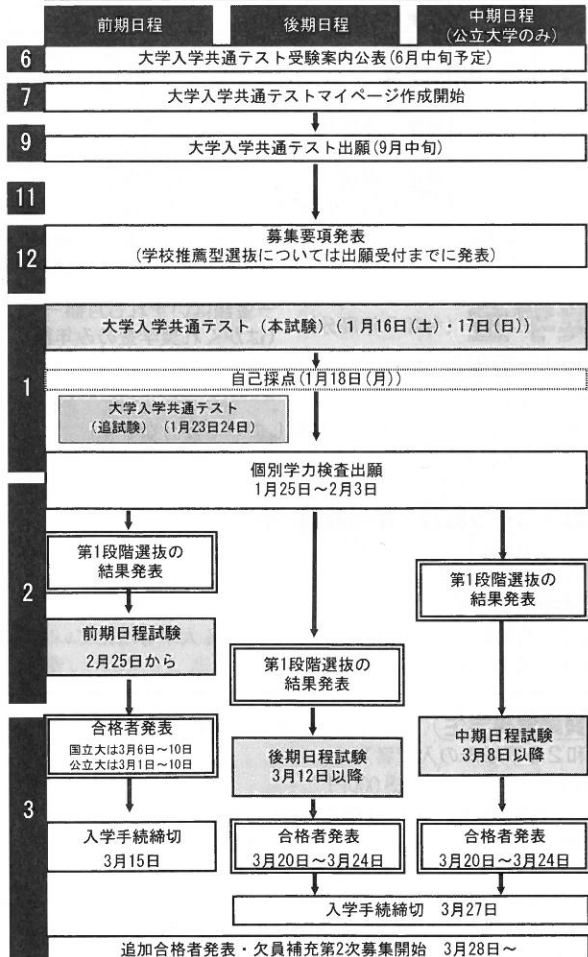 前期日程
後期日程
中期日程
(公立大学のみ)
6
大学入学共通テスト受験案内公表(6月中旬予定)
7
大学入学共通テストマイページ作成開始
9
大学入学共通テスト出願(9月中旬)
11
12
募集要項発表
(学校推薦型選抜については出願受付までに発表)
1
大学入学共通テスト(本試験)(1月16日(土)・17日(日))
自己採点(1月18日(月))
大学入学共通テスト
(追試験) (1月23日24日)
個別学力検査出願
1月25日~2月3日
2
第1段階選抜の
結果発表
第1段階選抜の
結果発表
前期日程試験
2月25日から
第1段階選抜の
結果発表
3
合格者発表
国立大は3月6日~10日
公立大は3月1日~10日
後期日程試験
3月12日以降
中期日程試験
3月8日以降
入学手続締切
3月15日
合格者発表
3月20日~3月24日
合格者発表
3月20日~3月24日
入学手続締切 3月27日
追加合格者発表・欠員補充第2次募集開始 3月28日~